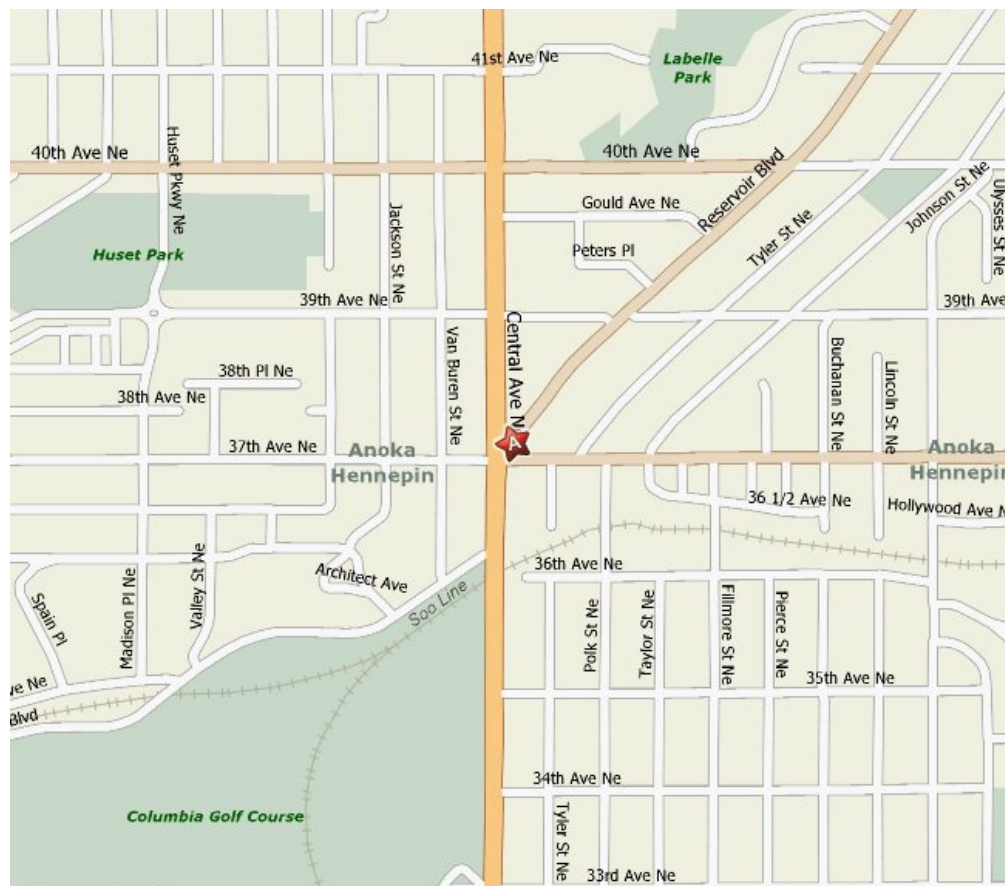 41st Ave Ne
Labelle
Park
40th Ave Ne
40th Ave Ne
Huset Pkwy Ne
Reservoir Blvd
Johnson St Ne
Ulysses St Ne
Gould Ave Ne
Jackson St Ne
Tyler St Ne
Huset Park
Peters Pl
39th Ave Ne
39th Ave
Central Ave N
Van Buren St Ne
Buchanan St Ne
Lincoln St Ne
38th Pl Ne
38th Ave Ne
A
37th Ave Ne
Anoka
Hennepin
Anoka
Hennepin
36 1/2 Ave Ne
Hollywood Ave N
36th Ave Ne
Architect Ave
Soo Line
Spain Pl
Madison Pl Ne
Valley St Ne
Polk St Ne
Taylor St Ne
Fillmore St Ne
Pierce St Ne
35th Ave Ne
ve Ne
Blvd
34th Ave Ne
Columbia Golf Course
Tyler St Ne
33rd Ave Ne